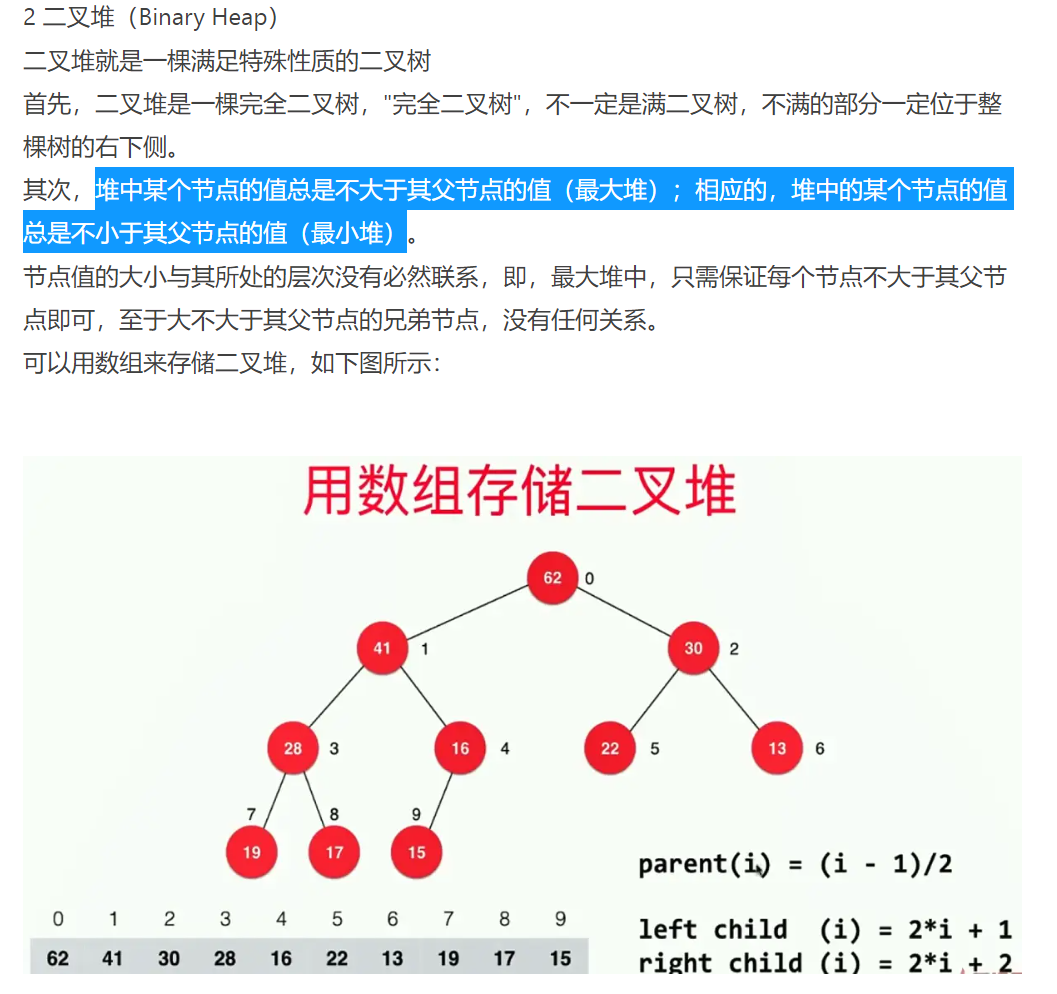 2 二叉堆（Binary Heap）
二叉堆就是一棵满足特殊性质的二叉树
首先，二叉堆是一棵完全二叉树，"完全二叉树"，不一定是满二叉树，不满的部分一定位于整
棵树的右下侧。
其次，堆中某个节点的值总是不大于其父节点的值（最大堆）；相应的，堆中的某个节点的值
总是不小于其父节点的值（最小堆）。
节点值的大小与其所处的层次没有必然联系，即，最大堆中，只需保证每个节点不大于其父节
点即可，至于大不大于其父节点的兄弟节点，没有任何关系。
可以用数组来存储二叉堆，如下图所示：
用数组存储二叉堆
62 0
41 1 30 2
28 3 16 4 22 5 13 6
7 8 9
19 17 15
parent(i) = (i - 1)/2
0 1 2 3 4 5 6 7 8 9
left child (i) = 2*i + 1
62 41 30 28 16 22 13 19 17 15
right child (i) = 2*i + 2